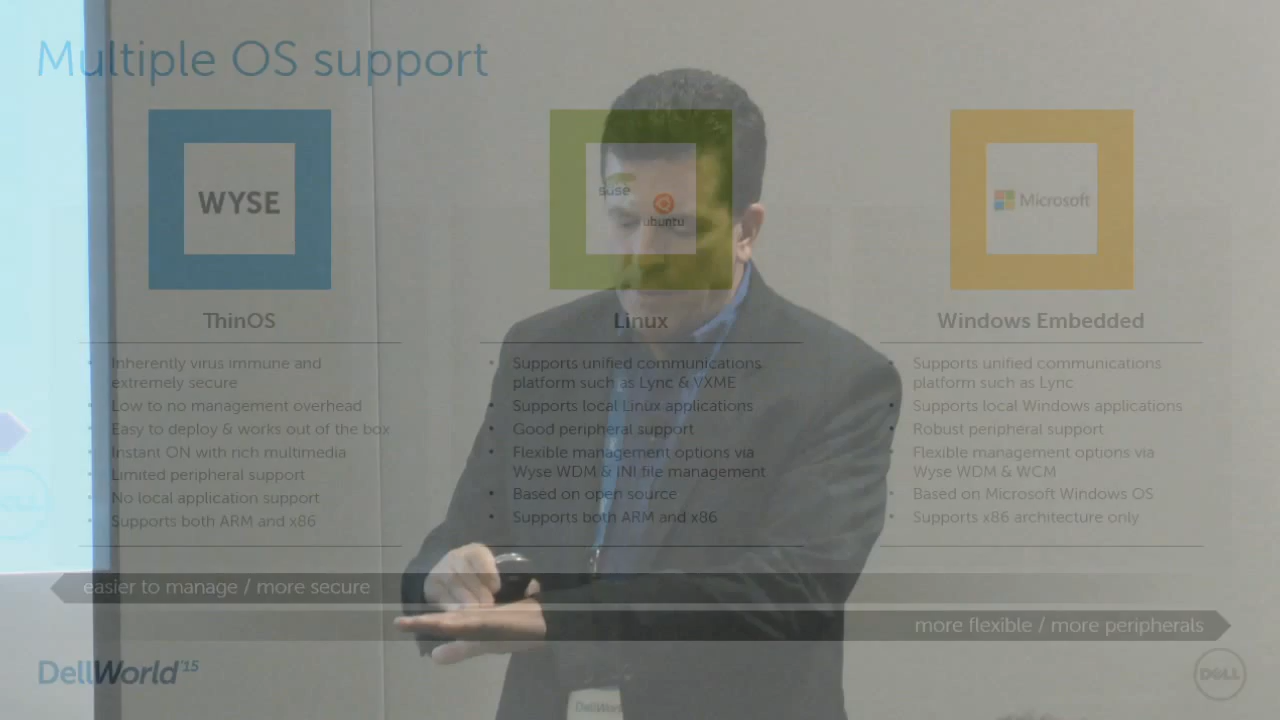 Multiple OS support
WYSE
suse
ubuntu
Microsoft
ThinOS
Linux
Windows Embedded
• Inherently virus immune and
extremely secure
• Low to no management overhead
• Easy to deploy & works out of the box
• Instant ON with rich multimedia
• Limited peripheral support
• No local application support
• Supports both ARM and x86
• Supports unified communications
platform such as Lync & VXME
• Supports local Linux applications
• Good peripheral support
• Flexible management options via
Wyse WDM & INI file management
• Based on open source
• Supports both ARM and x86
• Supports unified communications
platform such as Lync
• Supports local Windows applications
• Robust peripheral support
• Flexible management options via
Wyse WDM & WCM
• Based on Microsoft Windows OS
• Supports x86 architecture only
easier to manage / more secure
more flexible / more peripherals
DellWorld'15
DELL
DellWorld